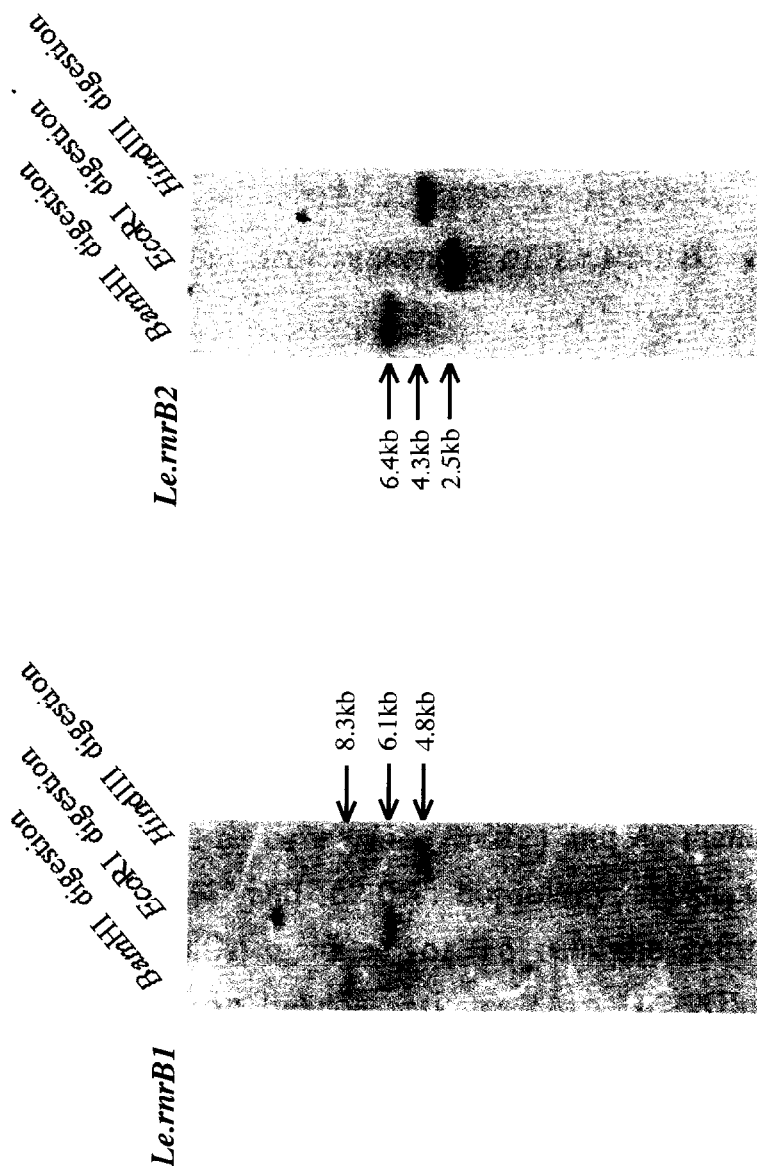 Le.rnrB1
BamHI digestion
EcoRI digestion
HindIII digestion
8.3kb
6.1kb
4.8kb
Le.rnrB2
BamHI digestion
EcoRI digestion
HindIII digestion
6.4kb
4.3kb
2.5kb